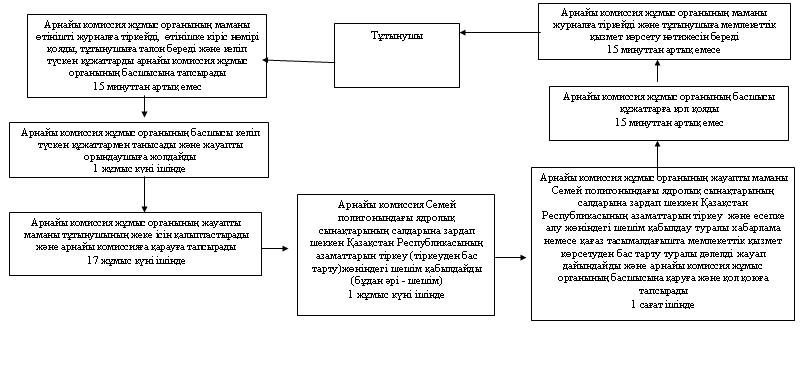 Арнайы комиссия жұмыс органының маманы
өтінішті журналға тіркейді, өтінішке кіріс нөмірі
қояды, тұтынушыға талон береді және келіп
түскен құжаттарды арнайы комиссия жұмыс
органының басшысына тапсырады
15 минуттан артық емес
Тұтынушы
Арнайы комиссия жұмыс органының маманы
журналға тіркейді және тұтынушыға мемлекеттік
қызмет көрсету нәтижесін береді
15 минуттан артық емесе
Арнайы комиссия жұмыс органының басшысы
құжаттарға қол қояды
15 минуттан артық емес
Арнайы комиссия жұмыс органының басшысы келіп
түскен құжаттармен танысады және жауапты
орындаушыға жолдайды
1 жұмыс күні ішінде
Арнайы комиссия жұмыс органының жауапты
маманы тұтынушының жеке ісін қалыптастырады
және арнайы комиссияға қарауға тапсырады
17 жұмыс күні ішінде
Арнайы комиссия Семей
полигонындағы ядролық
сынақтарының салдарына зардап
шеккен Қазақстан Республикасының
азаматтарын тіркеу (тіркеуден бас
тарту)жөніндегі шешім қабылдайды
(бұдан әрі - шешім)
1 жұмыс күні ішінде
Арнайы комиссия жұмыс органының жауапты маманы
Семей полигонындағы ядролық сынақтарының
салдарына зардап шеккен Қазақстан
Республикасының азаматтарын тіркеу және есепке
алу жөніндегі шешім қабылдау туралы хабарлама
немесе қағаз тасымалдағышта мемлекеттік қызмет
көрсетуден бас тарту туралы дәлелді жауап
дайындайды және арнайы комиссия жұмыс
органының басшысына қаруға және қол қоюға
тапсырады
1 сағат ішінде